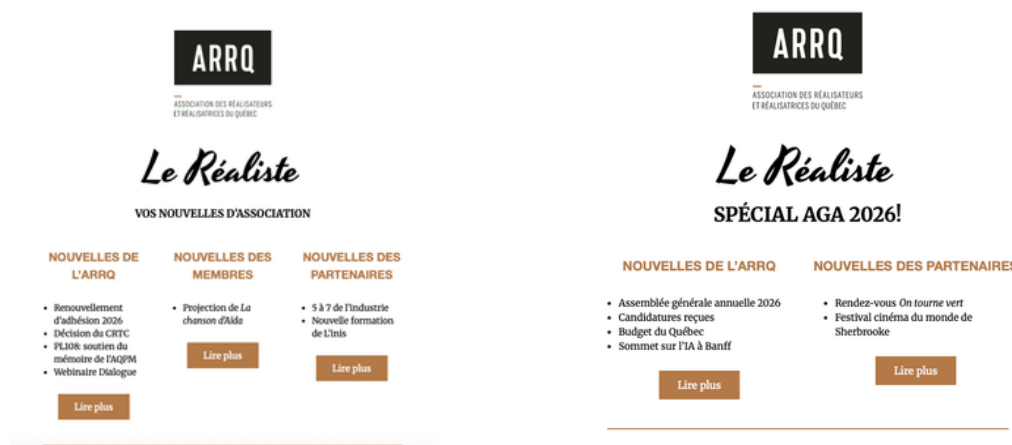 ARRQ
ASSOCIATION DES RÉALISATEURS
ET RÉALISATRICES DU QUÉBEC
Le Réaliste
VOS NOUVELLES D'ASSOCIATION
NOUVELLES DE
L'ARRQ
• Renouvellement
d'adhésion 2026
• Décision du CRTC
• PL108: soutien du
mémoire de l'AQPM
• Webinaire Dialogue
Lire plus
NOUVELLES DES
MEMBRES
• Projection de La
chanson d'Aïda
Lire plus
NOUVELLES DES
PARTENAIRES
• 5 à 7 de l'industrie
• Nouvelle formation
de L'inis
Lire plus
ARRQ
ASSOCIATION DES RÉALISATEURS
ET RÉALISATRICES DU QUÉBEC
Le Réaliste
SPÉCIAL AGA 2026!
NOUVELLES DE L'ARRQ
• Assemblée générale annuelle 2026
• Candidatures reçues
• Budget du Québec
• Sommet sur l'IA à Banff
Lire plus
NOUVELLES DES PARTENAIRES
• Rendez-vous On tourne vert
• Festival cinéma du monde de
Sherbrooke
Lire plus